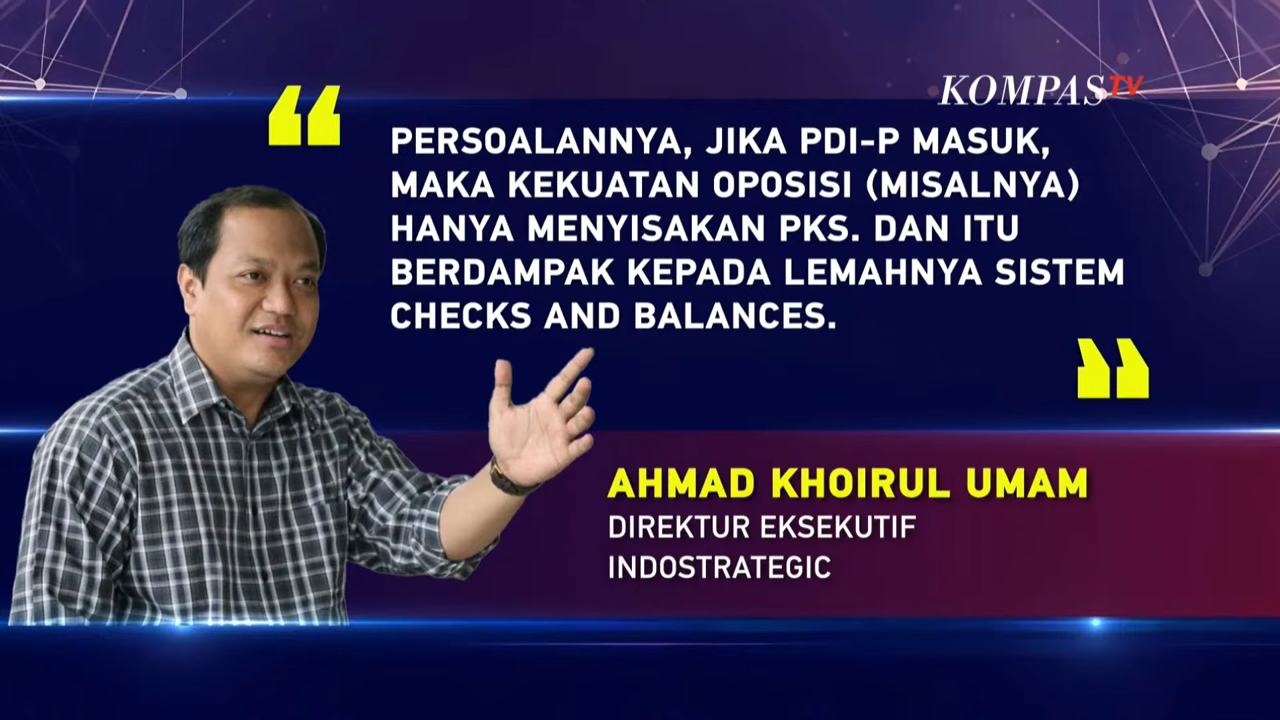 KOMPASTV
“
PERSOALANNYA, JIKA PDI-P MASUK,
MAKA KEKUATAN OPOSISI (MISALNYA)
HANYA MENYISAKAN PKS. DAN ITU
BERDAMPAK KEPADA LEMAHNYA SISTEM
CHECKS AND BALANCES.
”
AHMAD KHOIRUL UMAM
DIREKTUR EKSEKUTIF
INDOSTRATEGIC